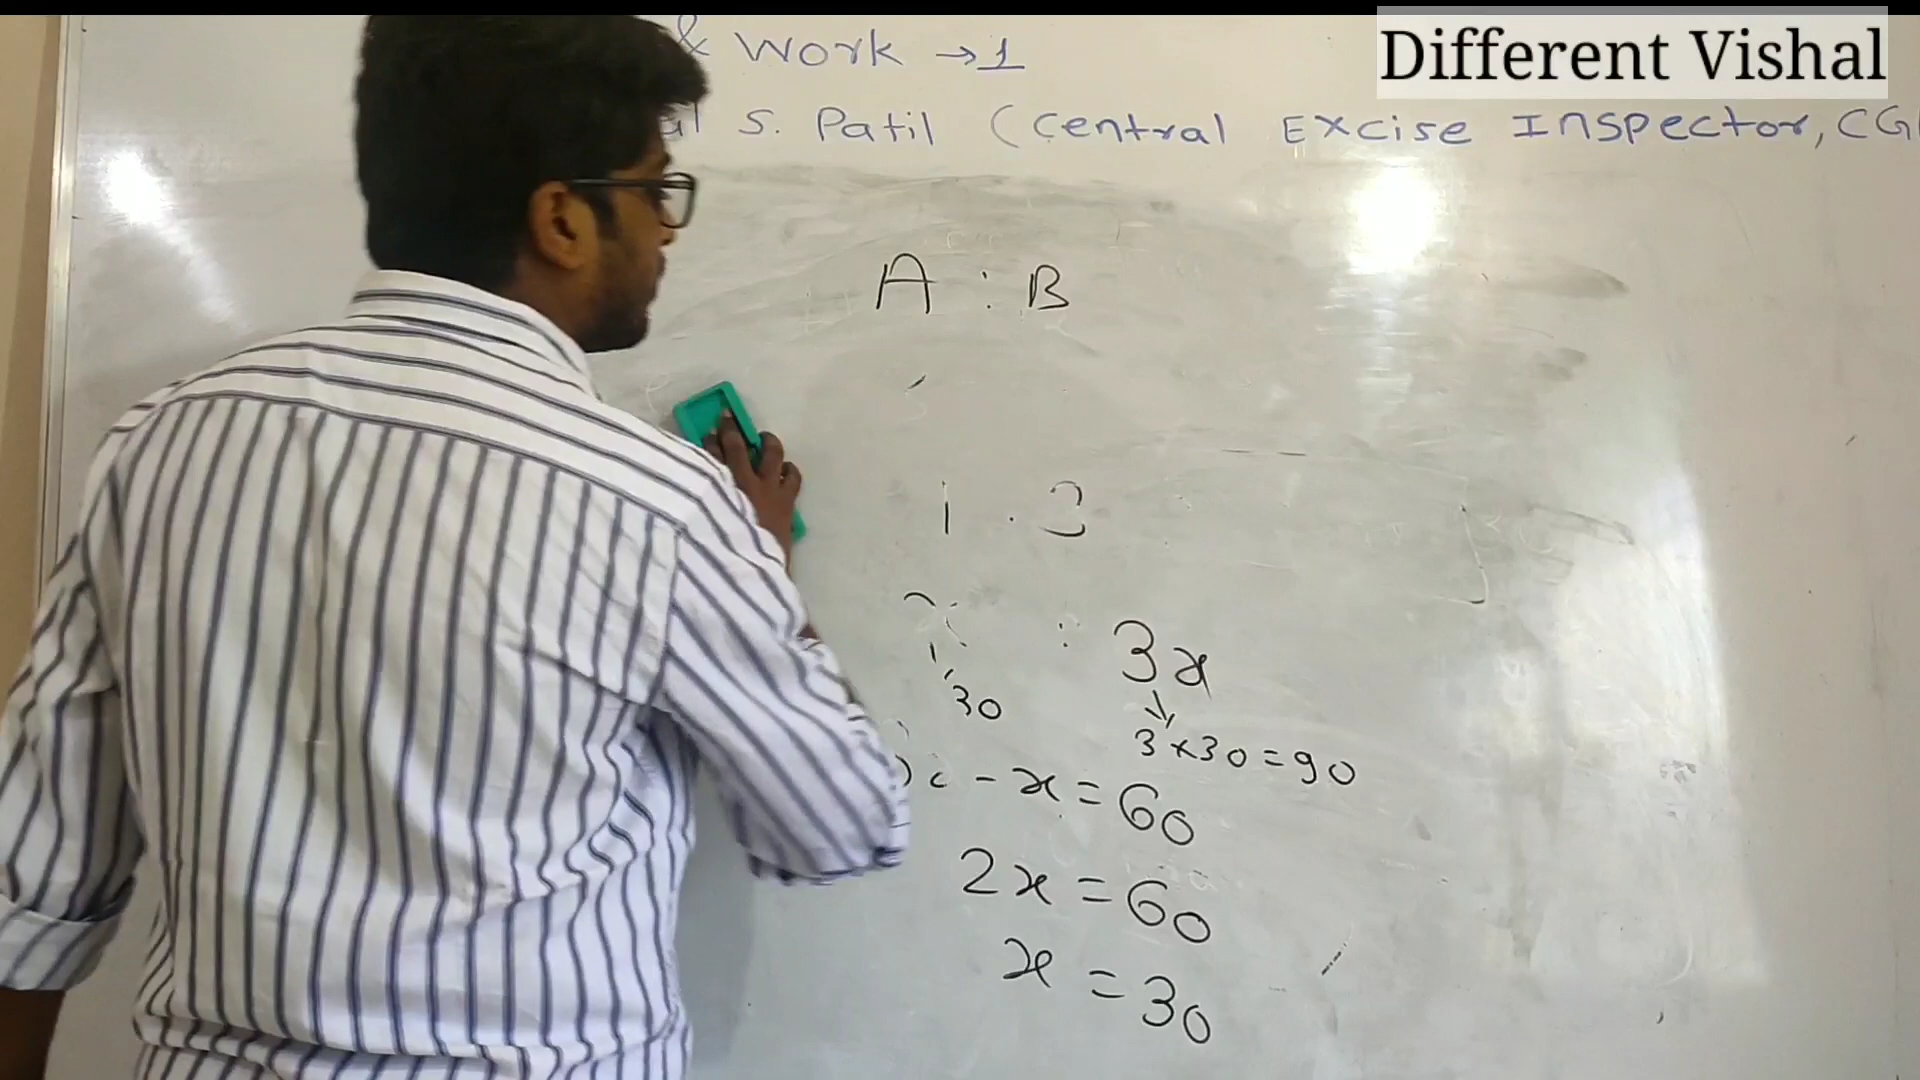 Different Vishal
& Work → 1
S. Patil (Central Excise Inspector, CG
A : B
1
: 3x
30
3 x 30 = 90
- x = 60
2x = 60
x = 30